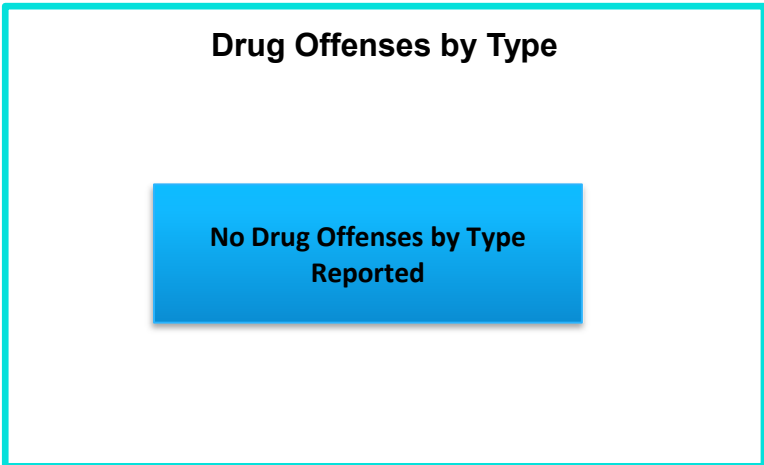 Drug Offenses by Type
No Drug Offenses by Type
Reported